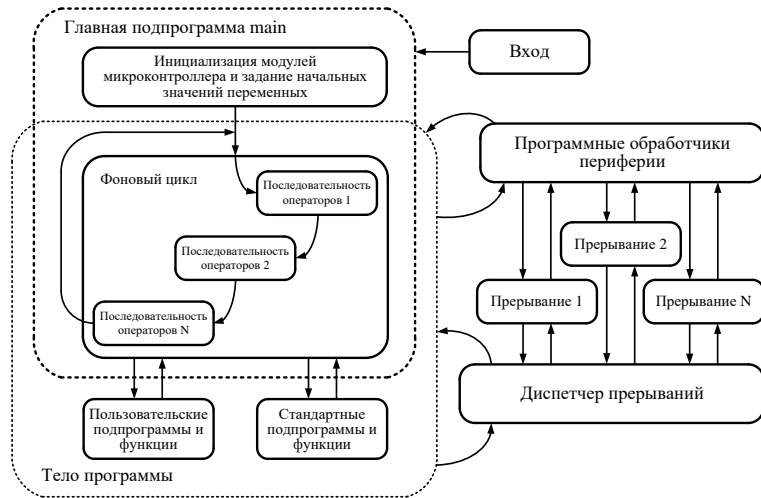 Главная подпрограмма main
Вход
Инициализация модулей
микроконтроллера и задание начальных
значений переменных
Программные обработчики
периферии
Фоновый цикл
Последовательность
операторов 1
Последовательность
операторов 2
Последовательность
операторов N
Прерывание 2
Прерывание 1
Прерывание N
Диспетчер прерываний
Пользовательские
подпрограммы и
функции
Стандартные
подпрограммы и
функции
Тело программы